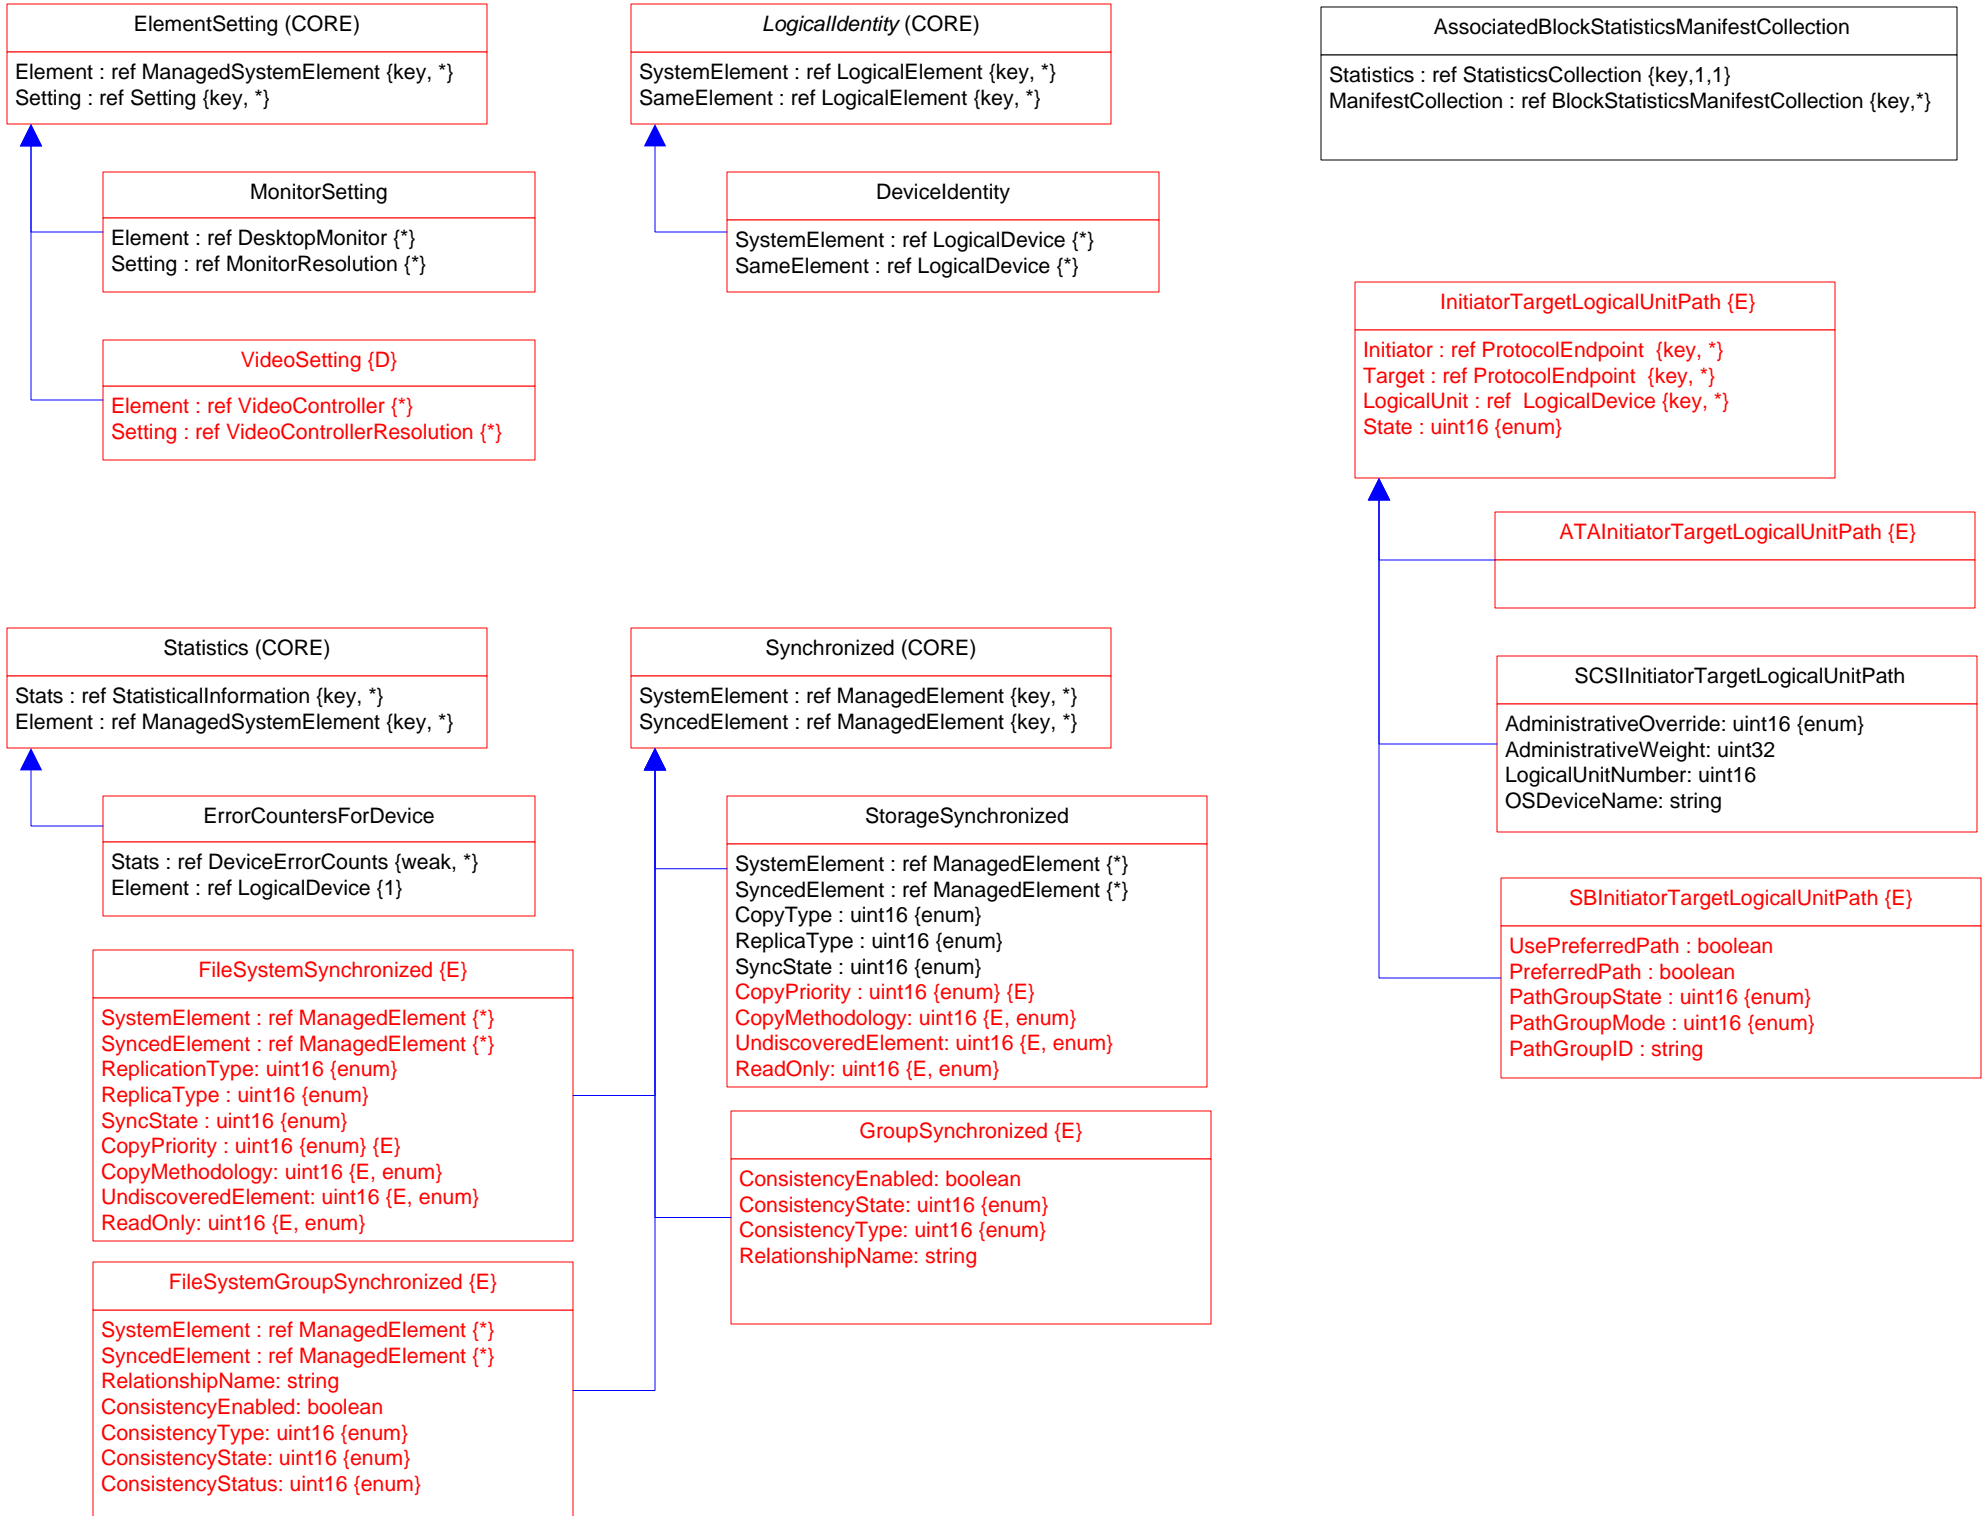 ElementSetting (CORE)
Element : ref ManagedSystemElement {key, *}
Setting : ref Setting {key, *}
MonitorSetting
Element : ref DesktopMonitor {*}
Setting : ref MonitorResolution {*}
VideoSetting {D}
Element : ref VideoController {*}
Setting : ref VideoControllerResolution {*}
LogicalIdentity (CORE)
SystemElement : ref LogicalElement {key, *}
SameElement : ref LogicalElement {key, *}
DeviceIdentity
SystemElement : ref LogicalDevice {*}
SameElement : ref LogicalDevice {*}
AssociatedBlockStatisticsManifestCollection
Statistics : ref StatisticsCollection {key,1,1}
ManifestCollection : ref BlockStatisticsManifestCollection {key,*}
InitiatorTargetLogicalUnitPath {E}
Initiator : ref ProtocolEndpoint {key, *}
Target : ref ProtocolEndpoint {key, *}
LogicalUnit : ref LogicalDevice {key, *}
State : uint16 {enum}
ATAInitiatorTargetLogicalUnitPath {E}
SCSIInitiatorTargetLogicalUnitPath
AdministrativeOverride: uint16 {enum}
AdministrativeWeight: uint32
LogicalUnitNumber: uint16
OSDeviceName: string
SBInitiatorTargetLogicalUnitPath {E}
UsePreferredPath : boolean
PreferredPath : boolean
PathGroupState : uint16 {enum}
PathGroupMode : uint16 {enum}
PathGroupID : string
Statistics (CORE)
Stats : ref StatisticalInformation {key, *}
Element : ref ManagedSystemElement {key, *}
ErrorCountersForDevice
Stats : ref DeviceErrorCounts {weak, *}
Element : ref LogicalDevice {1}
Synchronized (CORE)
SystemElement : ref ManagedElement {key, *}
SyncedElement : ref ManagedElement {key, *}
StorageSynchronized
SystemElement : ref ManagedElement {*}
SyncedElement : ref ManagedElement {*}
CopyType : uint16 {enum}
ReplicaType : uint16 {enum}
SyncState : uint16 {enum}
CopyPriority : uint16 {enum} {E}
CopyMethodology: uint16 {E, enum}
UndiscoveredElement: uint16 {E, enum}
ReadOnly: uint16 {E, enum}
FileSystemSynchronized {E}
SystemElement : ref ManagedElement {*}
SyncedElement : ref ManagedElement {*}
ReplicationType: uint16 {enum}
ReplicaType : uint16 {enum}
SyncState : uint16 {enum}
CopyPriority : uint16 {enum} {E}
CopyMethodology: uint16 {E, enum}
UndiscoveredElement: uint16 {E, enum}
ReadOnly: uint16 {E, enum}
GroupSynchronized {E}
ConsistencyEnabled: boolean
ConsistencyState: uint16 {enum}
ConsistencyType: uint16 {enum}
RelationshipName: string
FileSystemGroupSynchronized {E}
SystemElement : ref ManagedElement {*}
SyncedElement : ref ManagedElement {*}
RelationshipName: string
ConsistencyEnabled: boolean
ConsistencyType: uint16 {enum}
ConsistencyState: uint16 {enum}
ConsistencyStatus: uint16 {enum}